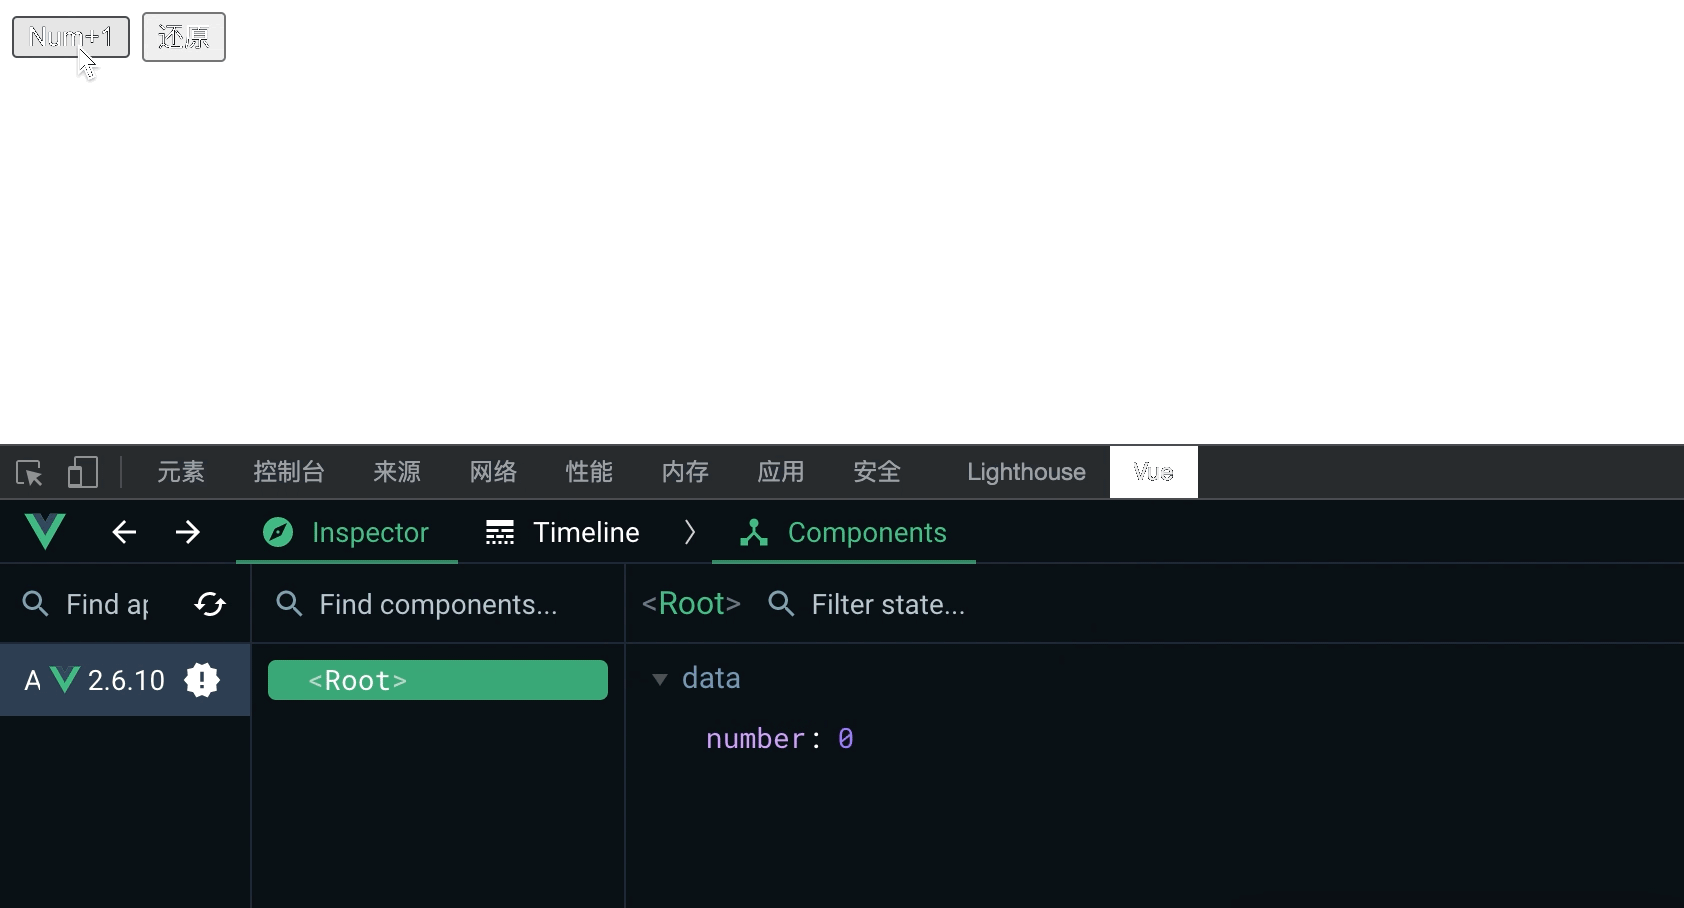 Num+1 还原
元素 控制台 来源 网络 性能 内存 应用 安全 Lighthouse Vue
Inspector Timeline Components
Find ap Find components... <Root> Filter state...
A 2.6.10 <Root>
data
number: 0